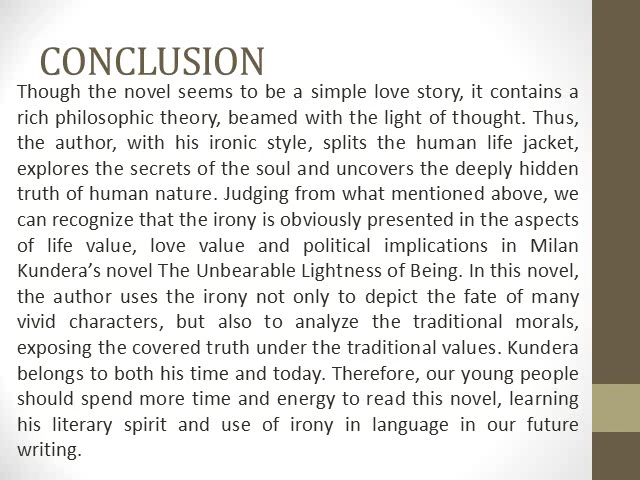 CONCLUSION
Though the novel seems to be a simple love story, it contains a
rich philosophic theory, beamed with the light of thought. Thus,
the author, with his ironic style, splits the human life jacket,
explores the secrets of the soul and uncovers the deeply hidden
truth of human nature. Judging from what mentioned above, we
can recognize that the irony is obviously presented in the aspects
of life value, love value and political implications in Milan
Kundera’s novel The Unbearable Lightness of Being. In this novel,
the author uses the irony not only to depict the fate of many
vivid characters, but also to analyze the traditional morals,
exposing the covered truth under the traditional values. Kundera
belongs to both his time and today. Therefore, our young people
should spend more time and energy to read this novel, learning
his literary spirit and use of irony in language in our future
writing.